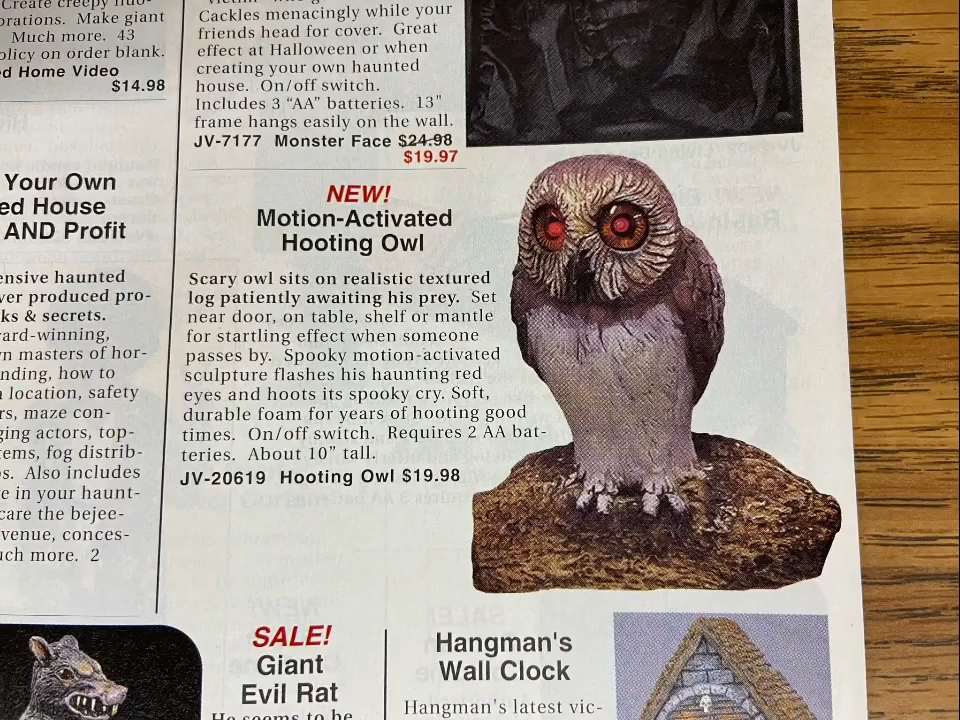 Create creepy
orations. Make giant
Much more. 43
olicy on order blank.
ed Home Video
$14.98
Cackles menacingly while your
friends head for cover. Great
effect at Halloween or when
creating your own haunted
house. On/off switch.
Includes 3 “AA” batteries. 13"
frame hangs easily on the wall.
JV-7177 Monster Face $24.98
$19.97
Your Own
ed House
AND Profit
ensive haunted
ver produced pro-
ks & secrets.
ard-winning,
n masters of hor-
nding, how to
a location, safety
rs, maze con-
ging actors, top-
tems, fog distrib-
s. Also includes
e in your haunt-
care the bejee-
venue, conces-
uch more. 2
NEW!
Motion-Activated
Hooting Owl
Scary owl sits on realistic textured
log patiently awaiting his prey. Set
near door, on table, shelf or mantle
for startling effect when someone
passes by. Spooky motion-activated
sculpture flashes his haunting red
eyes and hoots its spooky cry. Soft,
durable foam for years of hooting good
times. On/off switch. Requires 2 AA bat-
teries. About 10" tall.
JV-20619 Hooting Owl $19.98
SALE!
Giant
Evil Rat
He seems to be
Hangman's
Wall Clock
Hangman's latest vic-